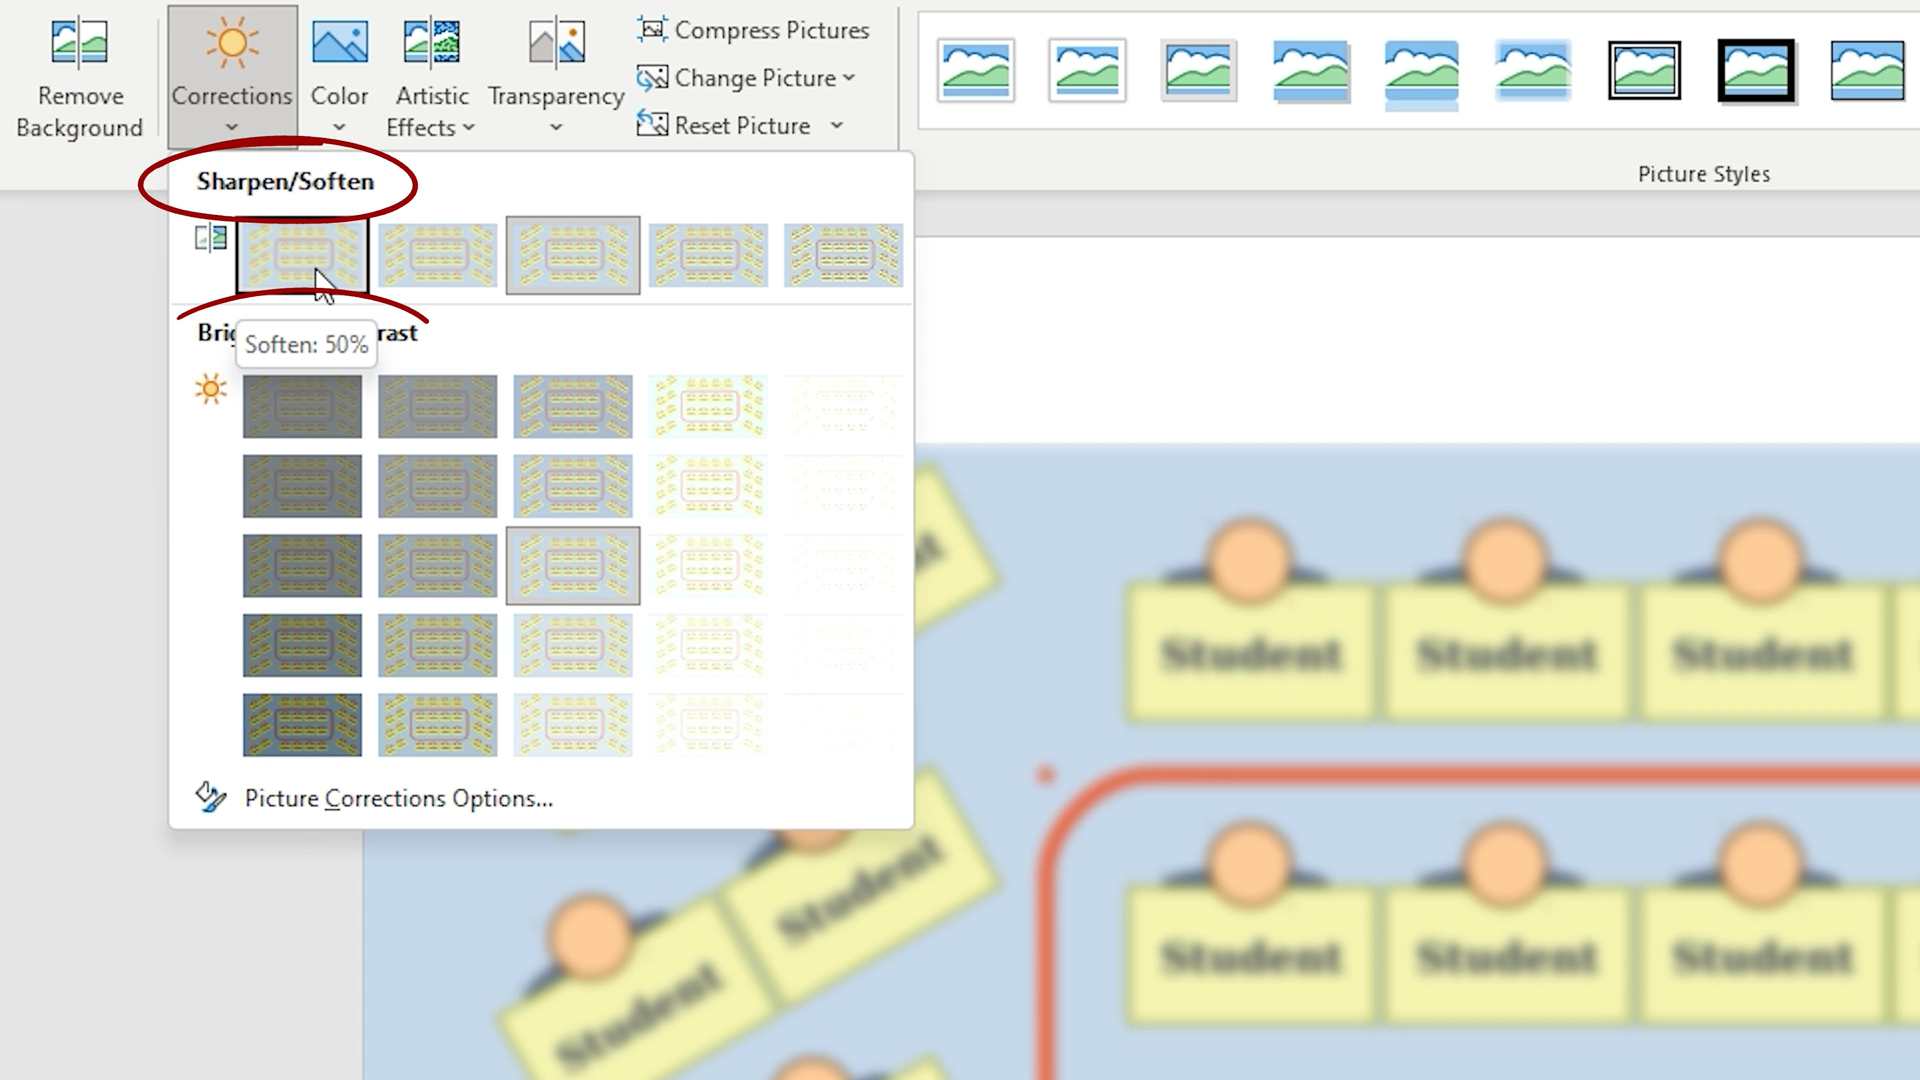 Remove
Background
Corrections
Color
Artistic
Effects
Transparency
Compress Pictures
Change Picture
Reset Picture
Picture Styles
Sharpen/Soften
Brig
rast
Soften: 50%
Picture Corrections Options...
Student Student Student
Student
Student
Student Student Student